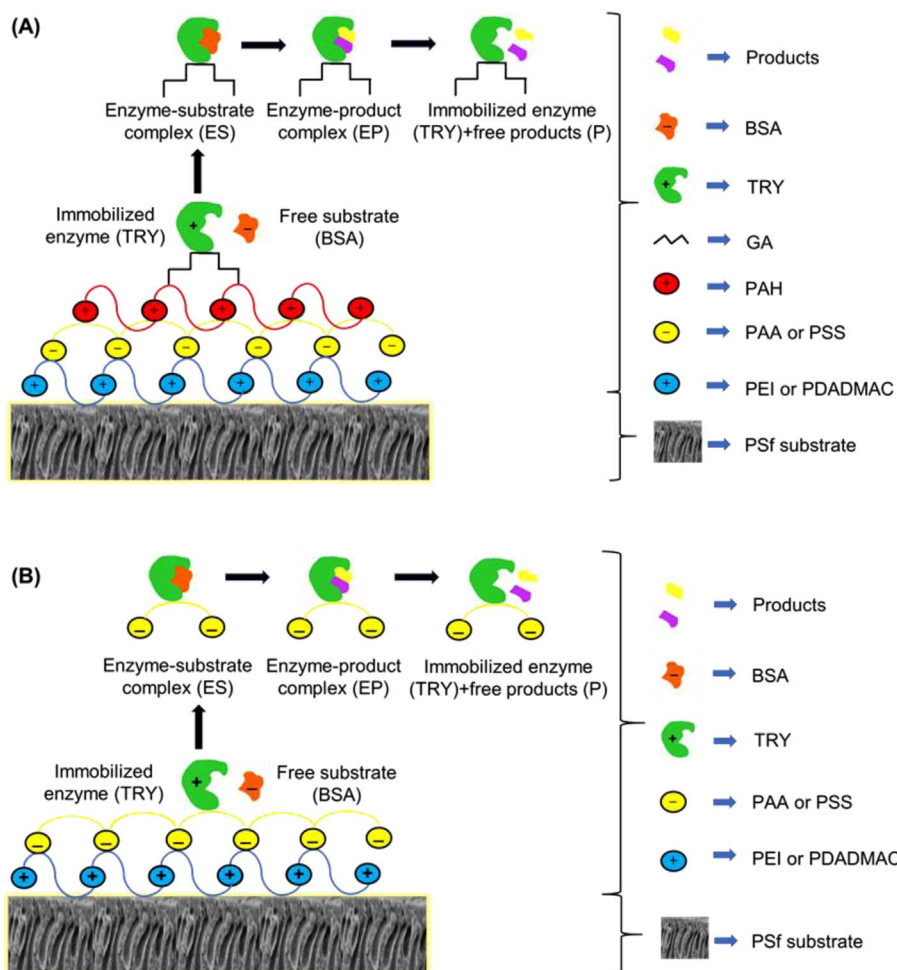 (A)
Enzyme-substrate
complex (ES)
Enzyme-product
complex (EP)
Immobilized enzyme
(TRY)+free products (P)
Immobilized
enzyme (TRY)
Free substrate
(BSA)
Products
BSA
TRY
GA
PAH
PAA or PSS
PEI or PDADMAC
PSf substrate
(B)
Enzyme-substrate
complex (ES)
Enzyme-product
complex (EP)
Immobilized enzyme
(TRY)+free products (P)
Immobilized
enzyme (TRY)
Free substrate
(BSA)
Products
BSA
TRY
PAA or PSS
PEI or PDADMAC
PSf substrate